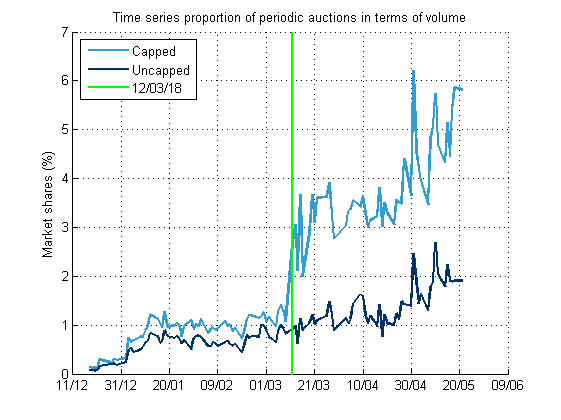 Time series proportion of periodic auctions in terms of volume
7
6
5
4
3
2
1
0
Market shares (%)
Capped
Uncapped
12/03/18
11/12 31/12 20/01 09/02 01/03 21/03 10/04 30/04 20/05 09/06